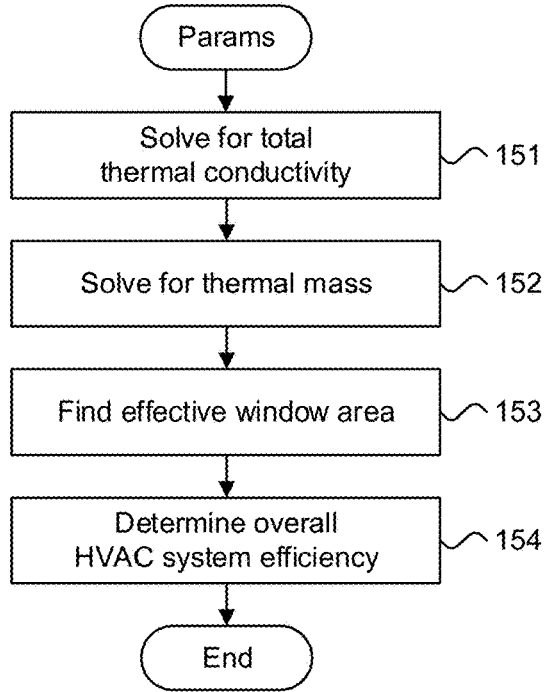 Params
Solve for total
thermal conductivity
151
Solve for thermal mass
152
Find effective window area
153
Determine overall
HVAC system efficiency
154
End